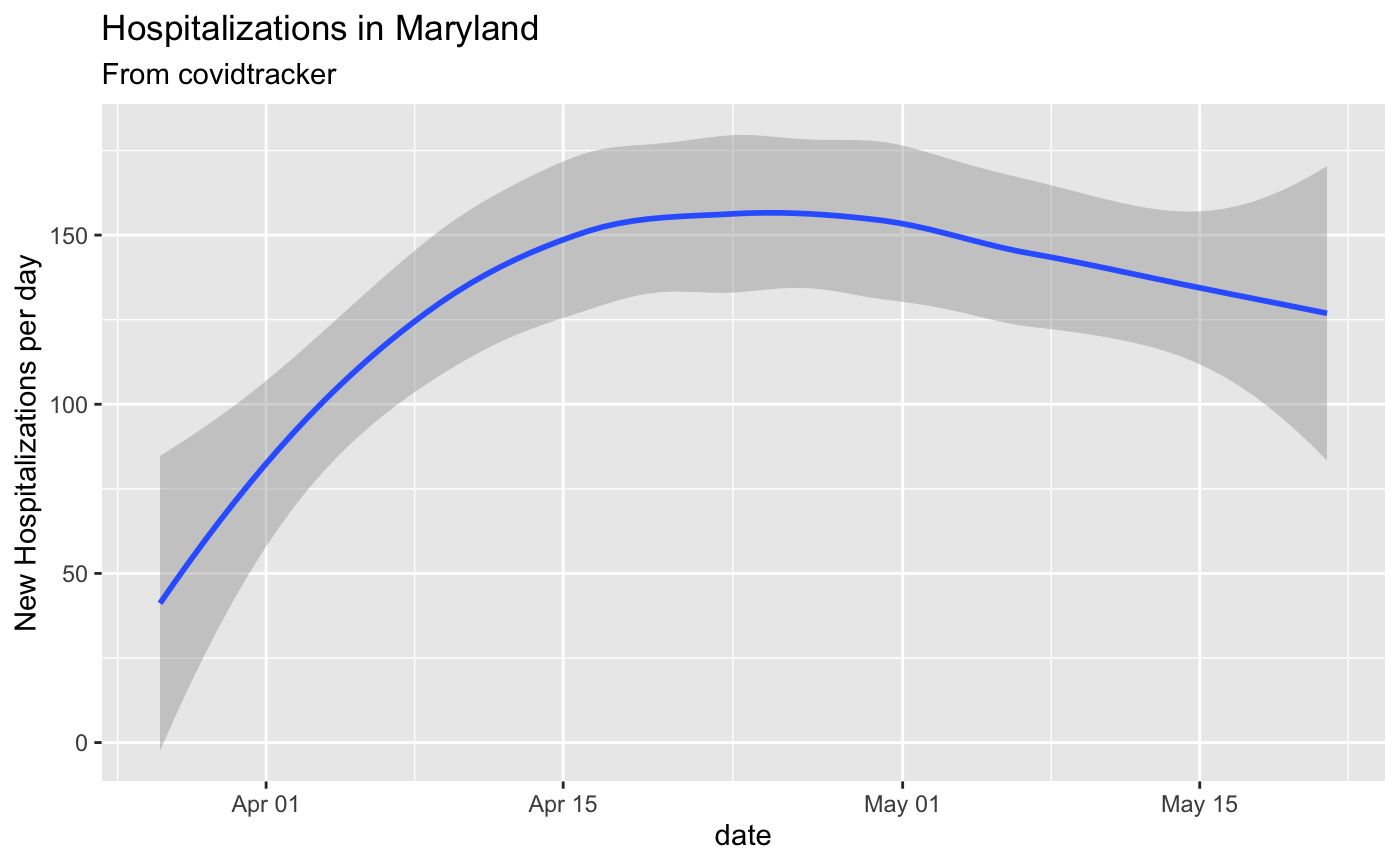 Hospitalizations in Maryland
From covidtracker
New Hospitalizations per day
150
100
50
0
Apr 01
Apr 15
May 01
May 15
date